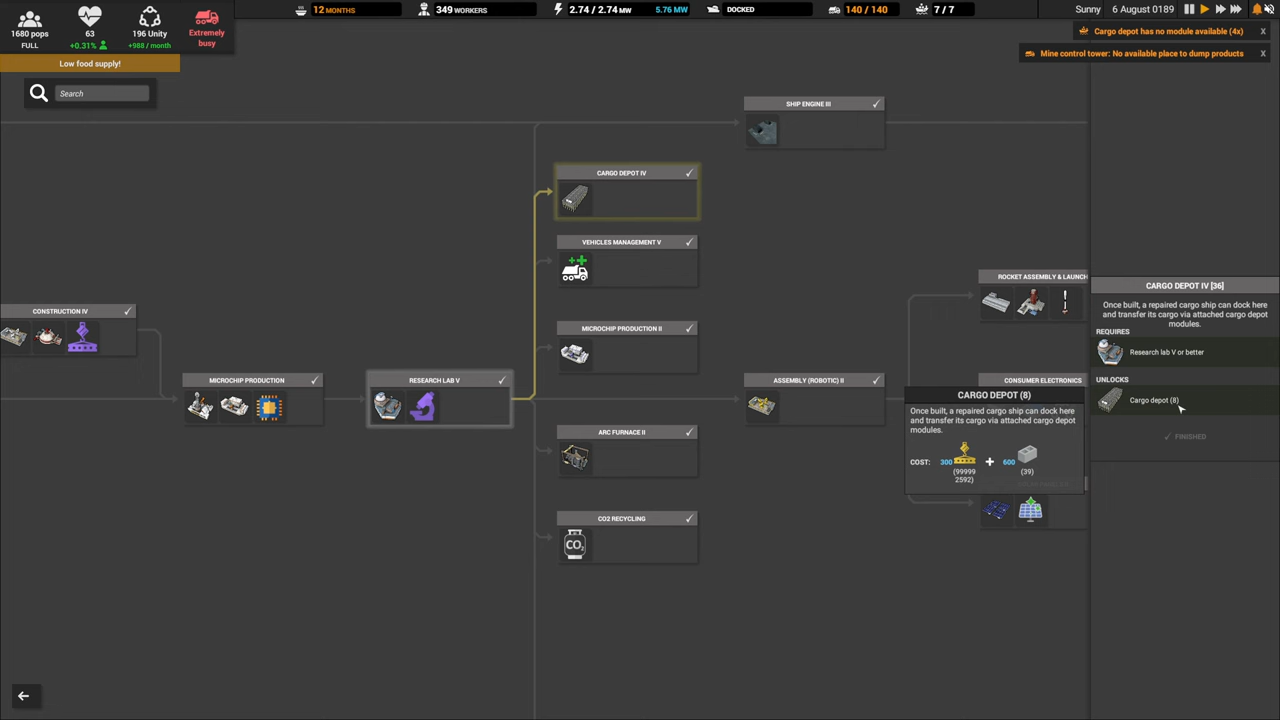 1680 pops
FULL
63
+0.31%
196 Unity
+988 / month
Extremely
busy
12 MONTHS
349 WORKERS
2.74 / 2.74 MW
5.76 MW
DOCKED
140 / 140
7 / 7
Sunny
6 August 0189
Low food supply!
Cargo depot has no module available (4x)
X
Mine control tower: No available place to dump products
X
Search
SHIP ENGINE III
CARGO DEPOT IV
VEHICLES MANAGEMENT V
ROCKET ASSEMBLY & LAUNCH
CARGO DEPOT IV [36]
Once built, a repaired cargo ship can dock here
and transfer its cargo via attached cargo depot
modules.
REQUIRES
Research lab V or better
UNLOCKS
Cargo depot (8)
FINISHED
CONSTRUCTION IV
MICROCHIP PRODUCTION II
MICROCHIP PRODUCTION
RESEARCH LAB V
ASSEMBLY (ROBOTIC) II
CONSUMER ELECTRONICS
CARGO DEPOT (8)
Once built, a repaired cargo ship can dock here
and transfer its cargo via attached cargo depot
modules.
COST:
300
(99999
2592)
+
600
(39)
ARC FURNACE II
CO2 RECYCLING
CO₂